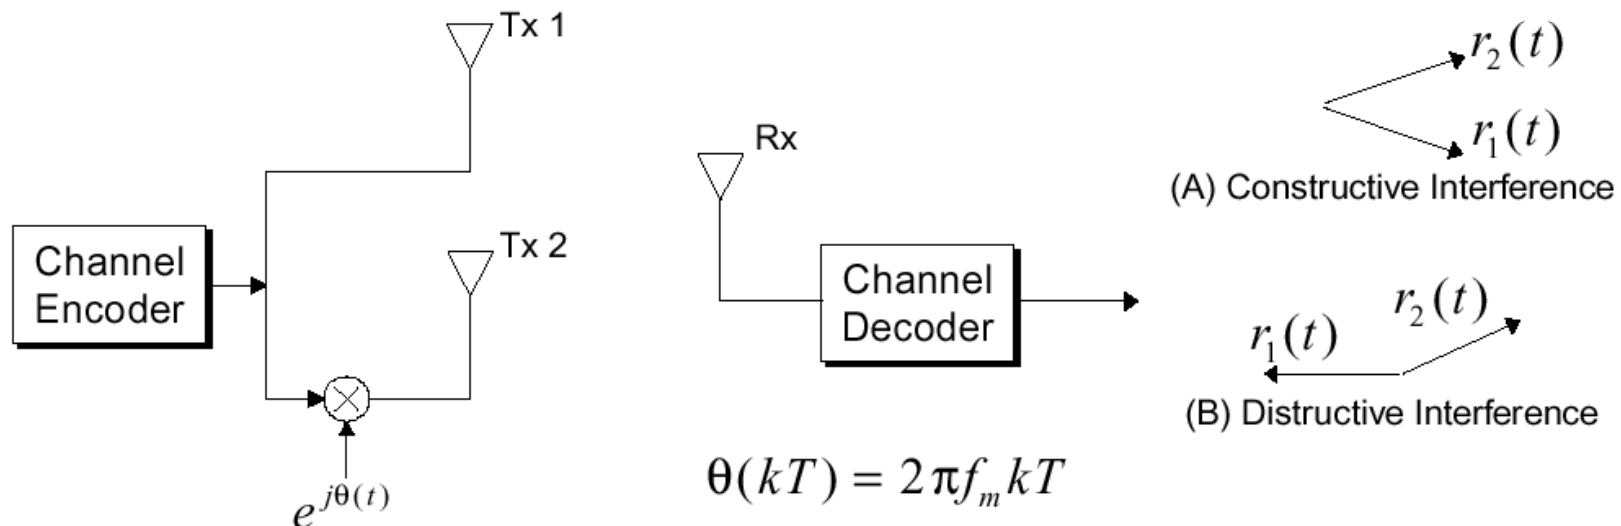 Tx 1
Channel
Encoder
Tx 2
e^{jθ(t)}
Rx
Channel
Decoder
θ(kT) = 2πf_m kT
r_2(t)
r_1(t)
(A) Constructive Interference
r_2(t)
r_1(t)
(B) Distructive Interference